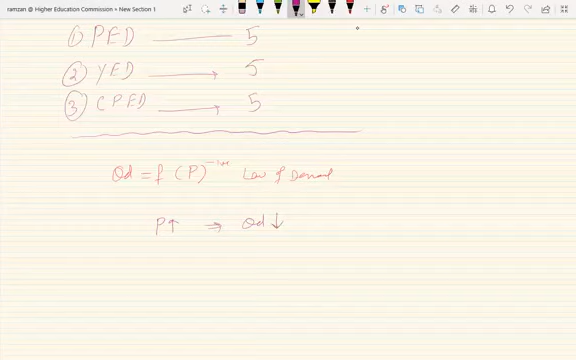 ramzan @ Higher Education Commission » New Section 1
① PED 5
② YED → 5
③ CPED → 5
Qd = f (P)^-ive Law of Demand
P↑ ⇒ Qd ↓